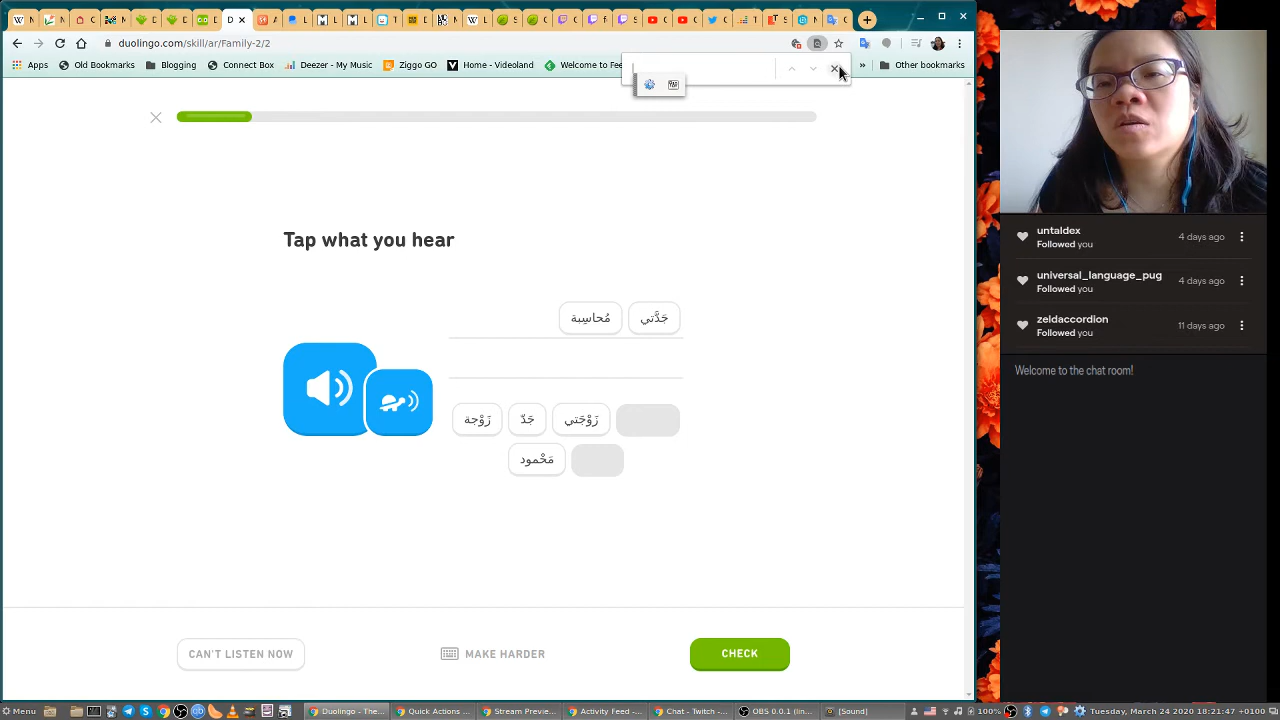 duolingo.com/skill/ar/Family-2/2
Apps
Old Bookmarks
Blogging
Connect Box
Deezer - My Music
Ziggo GO
Home - Videoland
Welcome to Fee
»
Other bookmarks
Tap what you hear
جَدَّتي مُحاسِبة
زَوْجَتي جَدّ زَوْجة
مَحْمود
CAN'T LISTEN NOW
MAKE HARDER
CHECK
untaldex
Followed you
4 days ago
universal_language_pug
Followed you
4 days ago
zeldaccordion
Followed you
11 days ago
Welcome to the chat room!
Menu
Duolingo - The...
Quick Actions ...
Stream Previe...
Activity Feed -...
Chat - Twitch -...
OBS 0.0.1 (lin...
[Sound]
100%
Tuesday, March 24 2020 18:21:47 +0100